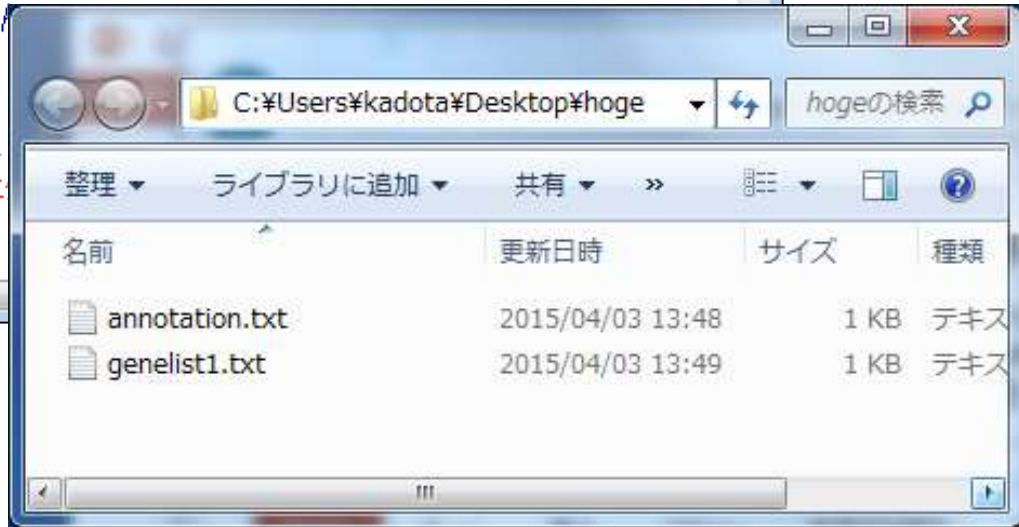 C:¥Users¥kadota¥Desktop¥hoge
hogeの検索
整理 ライブラリに追加 共有 »
名前 更新日時 サイズ 種類
annotation.txt 2015/04/03 13:48 1 KB テキス
genelist1.txt 2015/04/03 13:49 1 KB テキス